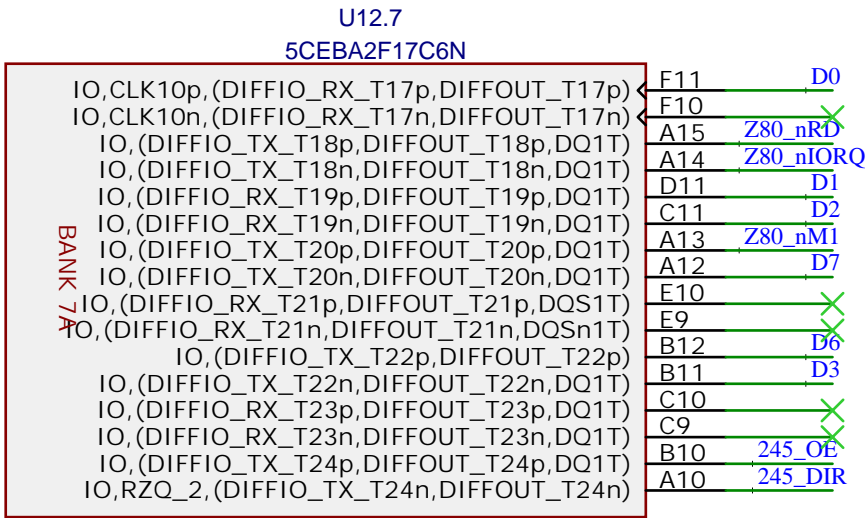 U12.7
5CEBA2F17C6N
IO,CLK10p,(DIFFIO_RX_T17p,DIFFOUT_T17p) F11 D0
IO,CLK10n,(DIFFIO_RX_T17n,DIFFOUT_T17n) F10
IO,(DIFFIO_TX_T18p,DIFFOUT_T18p,DQ1T) A15 Z80_nRD
IO,(DIFFIO_TX_T18n,DIFFOUT_T18n,DQ1T) A14 Z80_nIORQ
IO,(DIFFIO_RX_T19p,DIFFOUT_T19p,DQ1T) D11 D1
IO,(DIFFIO_RX_T19n,DIFFOUT_T19n,DQ1T) C11 D2
IO,(DIFFIO_TX_T20p,DIFFOUT_T20p,DQ1T) A13 Z80_nM1
IO,(DIFFIO_TX_T20n,DIFFOUT_T20n,DQ1T) A12 D7
IO,(DIFFIO_RX_T21p,DIFFOUT_T21p,DQS1T) E10
IO,(DIFFIO_RX_T21n,DIFFOUT_T21n,DQSn1T) E9
IO,(DIFFIO_TX_T22p,DIFFOUT_T22p) B12 D6
IO,(DIFFIO_TX_T22n,DIFFOUT_T22n,DQ1T) B11 D3
IO,(DIFFIO_RX_T23p,DIFFOUT_T23p,DQ1T) C10
IO,(DIFFIO_RX_T23n,DIFFOUT_T23n,DQ1T) C9
IO,(DIFFIO_TX_T24p,DIFFOUT_T24p,DQ1T) B10 245_OE
IO,RZQ_2,(DIFFIO_TX_T24n,DIFFOUT_T24n) A10 245_DIR
BANK 7A